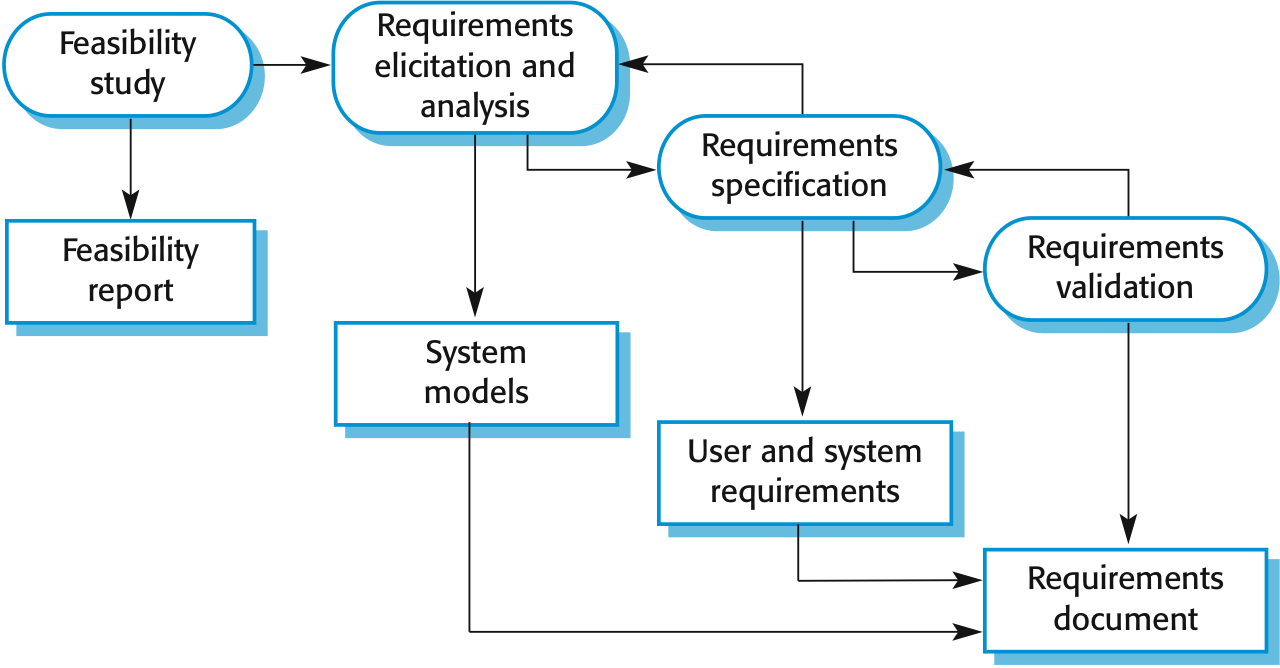 Feasibility
study
Requirements
elicitation and
analysis
Requirements
specification
Requirements
validation
Feasibility
report
System
models
User and system
requirements
Requirements
document